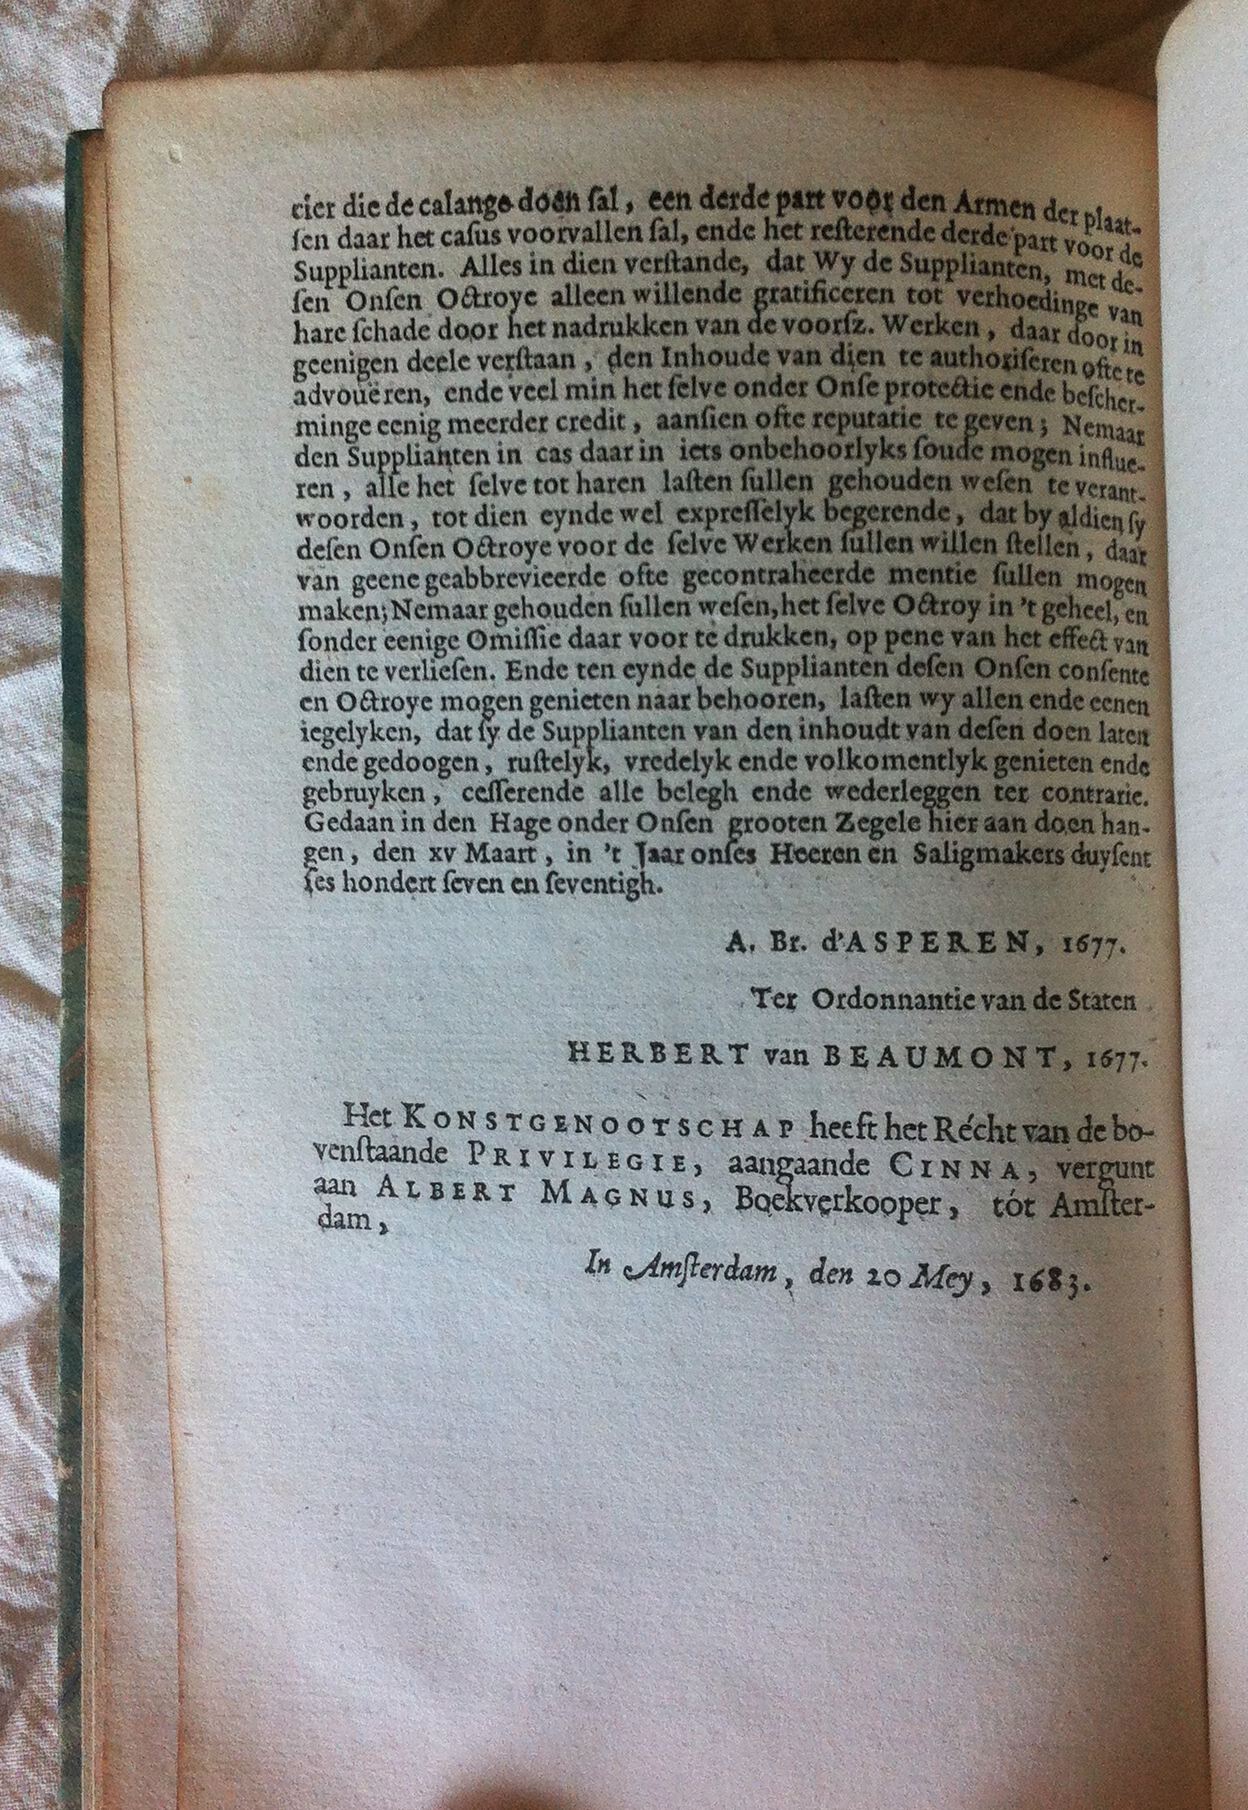 cier die de calange doen ſal, een derde part voor den Armen der plaat-
ſen daar het caſus voorvallen ſal, ende het reſterende derde part voor de
Supplianten. Alles in dien verſtande, dat Wy de Supplianten, met de-
ſen Onſen Octroye alleen willende gratificeren tot verhoedinge van
hare ſchade door het nadrukken van de voorſz. Werken, daar door in
geenigen deele verſtaan, den Inhoude van dien te authoriſeren ofte te
advouëren, ende veel min het ſelve onder Onſe protectie ende beſcher-
minge eenig meerder credit, aanſien ofte reputatie te geven; Nemaar
den Supplianten in cas daar in iets onbehoorlyks ſoude mogen influe-
ren, alle het ſelve tot haren laſten ſullen gehouden weſen te verant-
woorden, tot dien eynde wel expreſſelyk begerende, dat by aldien ſy
deſen Onſen Octroye voor de ſelve Werken ſullen willen ſtellen, daar
van geene geabbrevieerde ofte gecontraheerde mentie ſullen mogen
maken; Nemaar gehouden ſullen weſen, het ſelve Octroy in 't geheel, en
ſonder eenige Omiſſie daar voor te drukken, op pene van het effect van
dien te verlieſen. Ende ten eynde de Supplianten deſen Onſen conſente
en Octroye mogen genieten naar behooren, laſten wy allen ende eenen
iegelyken, dat ſy de Supplianten van den inhoudt van deſen doen laten
ende gedoogen, ruſtelyk, vredelyk ende volkomentlyk genieten ende
gebruyken, ceſſerende alle belegh ende wederleggen ter contrarie.
Gedaan in den Hage onder Onſen grooten Zegele hier aan doen han-
gen, den xv Maart, in 't Jaar onſes Heeren en Saligmakers duyſent
ſes hondert ſeven en ſeventigh.
A. Br. d'ASPEREN, 1677.
Ter Ordonnantie van de Staten
HERBERT van BEAUMONT, 1677.
Het KONSTGENOOTSCHAP heeft het Récht van de bo-
venſtaande PRIVILEGIE, aangaande CINNA, vergunt
aan ALBERT MAGNUS, Boekverkooper, tót Amſter-
dam,
In Amſterdam, den 20 Mey, 1683.